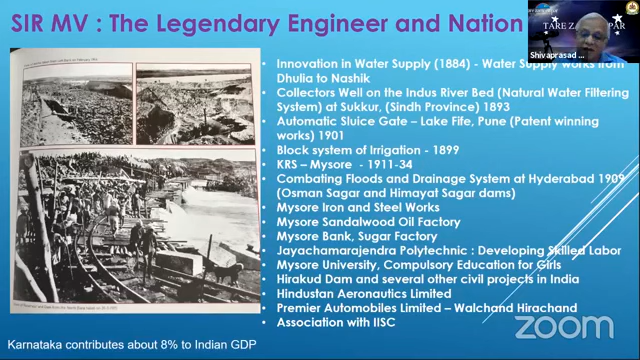 SIR MV : The Legendary Engineer and Nation
TARE ZA PAR
Shivaprasad ...
• Innovation in Water Supply (1884) - Water Supply works from
Dhulia to Nashik
• Collectors Well on the Indus River Bed (Natural Water Filtering
System) at Sukkur, (Sindh Province) 1893
• Automatic Sluice Gate – Lake Fife, Pune (Patent winning
works) 1901
• Block system of Irrigation - 1899
• KRS – Mysore - 1911-34
• Combating Floods and Drainage System at Hyderabad 1909
(Osman Sagar and Himayat Sagar dams)
• Mysore Iron and Steel Works
• Mysore Sandalwood Oil Factory
• Mysore Bank, Sugar Factory
• Jayachamarajendra Polytechnic : Developing Skilled Labor
• Mysore University, Compulsory Education for Girls
• Hirakud Dam and several other civil projects in India
• Hindustan Aeronautics Limited
• Premier Automobiles Limited – Walchand Hirachand
• Association with IISC
Karnataka contributes about 8% to Indian GDP
zoom